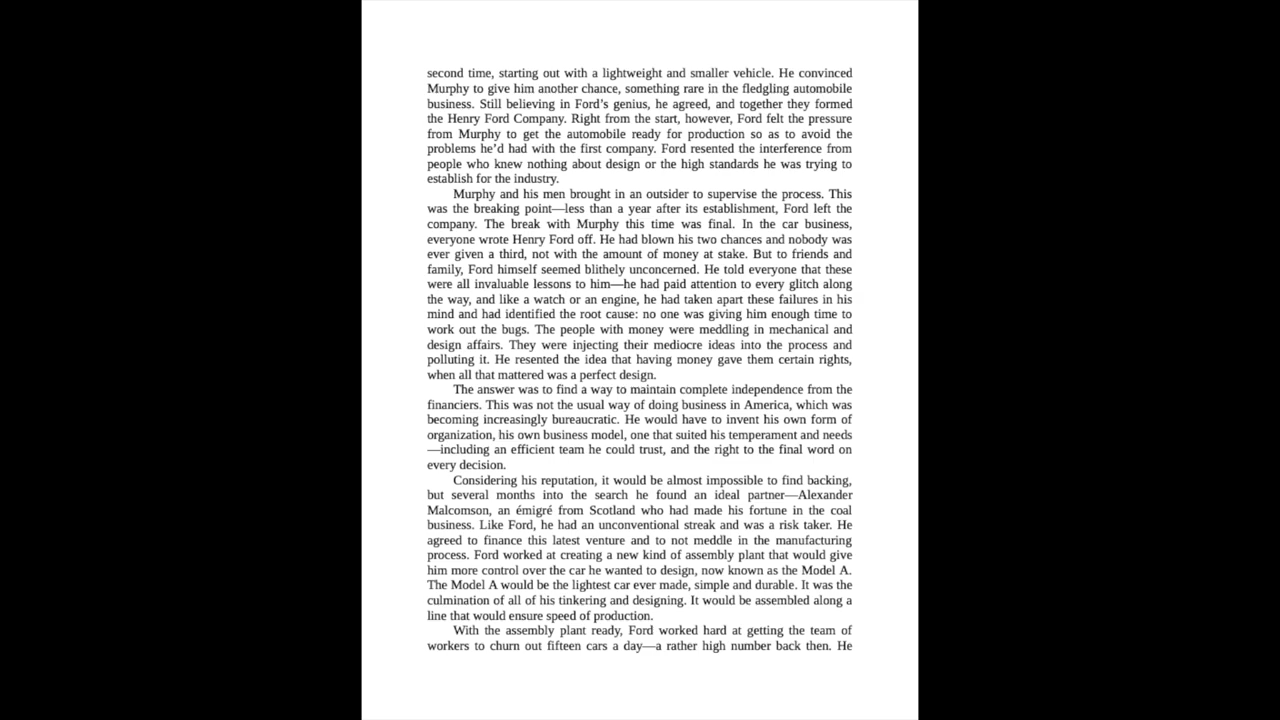 second time, starting out with a lightweight and smaller vehicle. He convinced
Murphy to give him another chance, something rare in the fledgling automobile
business. Still believing in Ford’s genius, he agreed, and together they formed
the Henry Ford Company. Right from the start, however, Ford felt the pressure
from Murphy to get the automobile ready for production so as to avoid the
problems he’d had with the first company. Ford resented the interference from
people who knew nothing about design or the high standards he was trying to
establish for the industry.
Murphy and his men brought in an outsider to supervise the process. This
was the breaking point—less than a year after its establishment, Ford left the
company. The break with Murphy this time was final. In the car business,
everyone wrote Henry Ford off. He had blown his two chances and nobody was
ever given a third, not with the amount of money at stake. But to friends and
family, Ford himself seemed blithely unconcerned. He told everyone that these
were all invaluable lessons to him—he had paid attention to every glitch along
the way, and like a watch or an engine, he had taken apart these failures in his
mind and had identified the root cause: no one was giving him enough time to
work out the bugs. The people with money were meddling in mechanical and
design affairs. They were injecting their mediocre ideas into the process and
polluting it. He resented the idea that having money gave them certain rights,
when all that mattered was a perfect design.
The answer was to find a way to maintain complete independence from the
financiers. This was not the usual way of doing business in America, which was
becoming increasingly bureaucratic. He would have to invent his own form of
organization, his own business model, one that suited his temperament and needs
—including an efficient team he could trust, and the right to the final word on
every decision.
Considering his reputation, it would be almost impossible to find backing,
but several months into the search he found an ideal partner—Alexander
Malcomson, an émigré from Scotland who had made his fortune in the coal
business. Like Ford, he had an unconventional streak and was a risk taker. He
agreed to finance this latest venture and to not meddle in the manufacturing
process. Ford worked at creating a new kind of assembly plant that would give
him more control over the car he wanted to design, now known as the Model A.
The Model A would be the lightest car ever made, simple and durable. It was the
culmination of all of his tinkering and designing. It would be assembled along a
line that would ensure speed of production.
With the assembly plant ready, Ford worked hard at getting the team of
workers to churn out fifteen cars a day—a rather high number back then. He